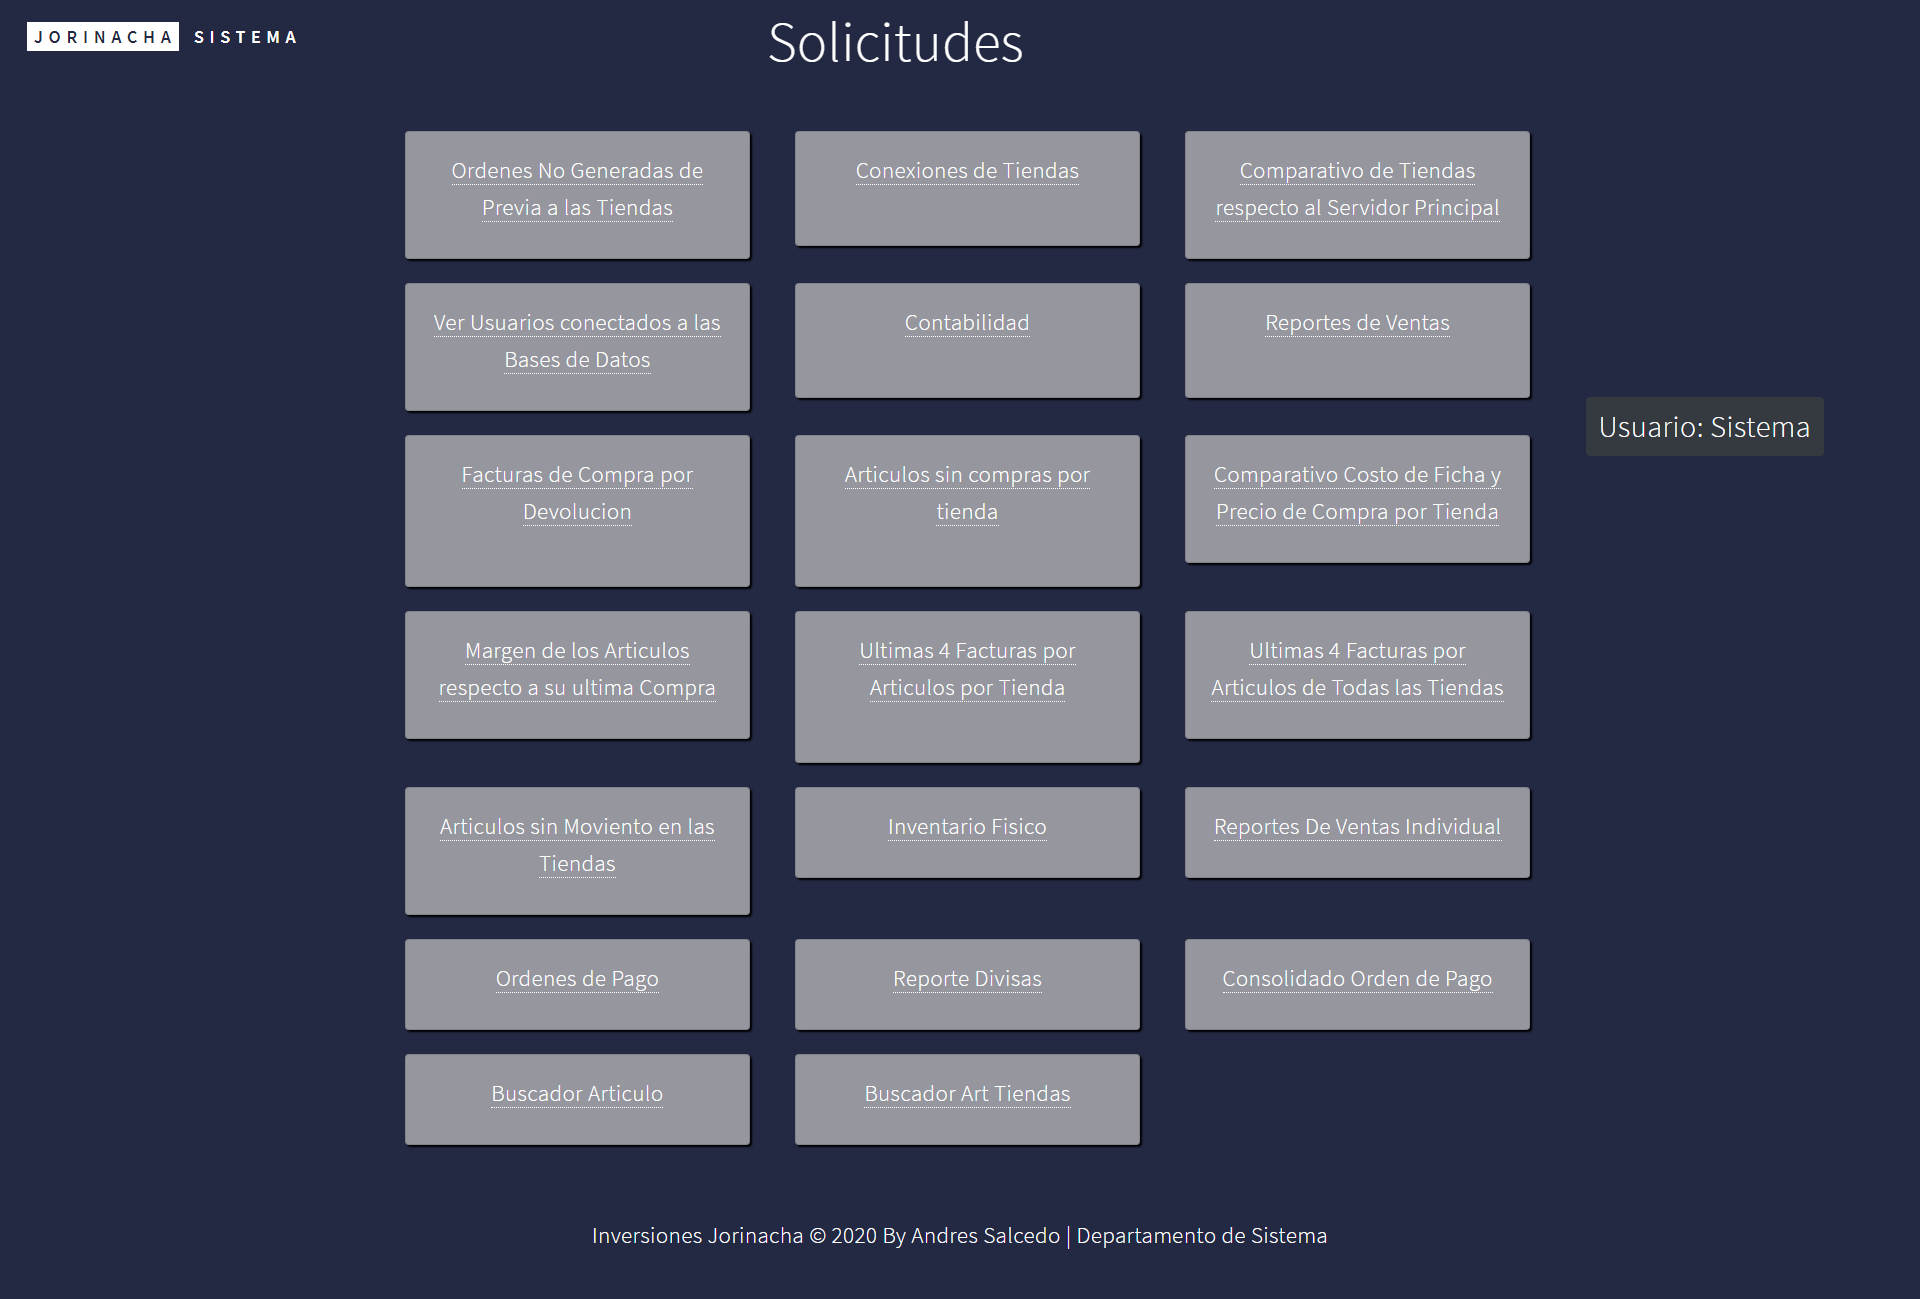 JORINACHA SISTEMA
Solicitudes
Ordenes No Generadas de
Previa a las Tiendas
Conexiones de Tiendas
Comparativo de Tiendas
respecto al Servidor Principal
Ver Usuarios conectados a las
Bases de Datos
Contabilidad
Reportes de Ventas
Usuario: Sistema
Facturas de Compra por
Devolucion
Articulos sin compras por
tienda
Comparativo Costo de Ficha y
Precio de Compra por Tienda
Margen de los Articulos
respecto a su ultima Compra
Ultimas 4 Facturas por
Articulos por Tienda
Ultimas 4 Facturas por
Articulos de Todas las Tiendas
Articulos sin Moviento en las
Tiendas
Inventario Fisico
Reportes De Ventas Individual
Ordenes de Pago
Reporte Divisas
Consolidado Orden de Pago
Buscador Articulo
Buscador Art Tiendas
Inversiones Jorinacha © 2020 By Andres Salcedo | Departamento de Sistema